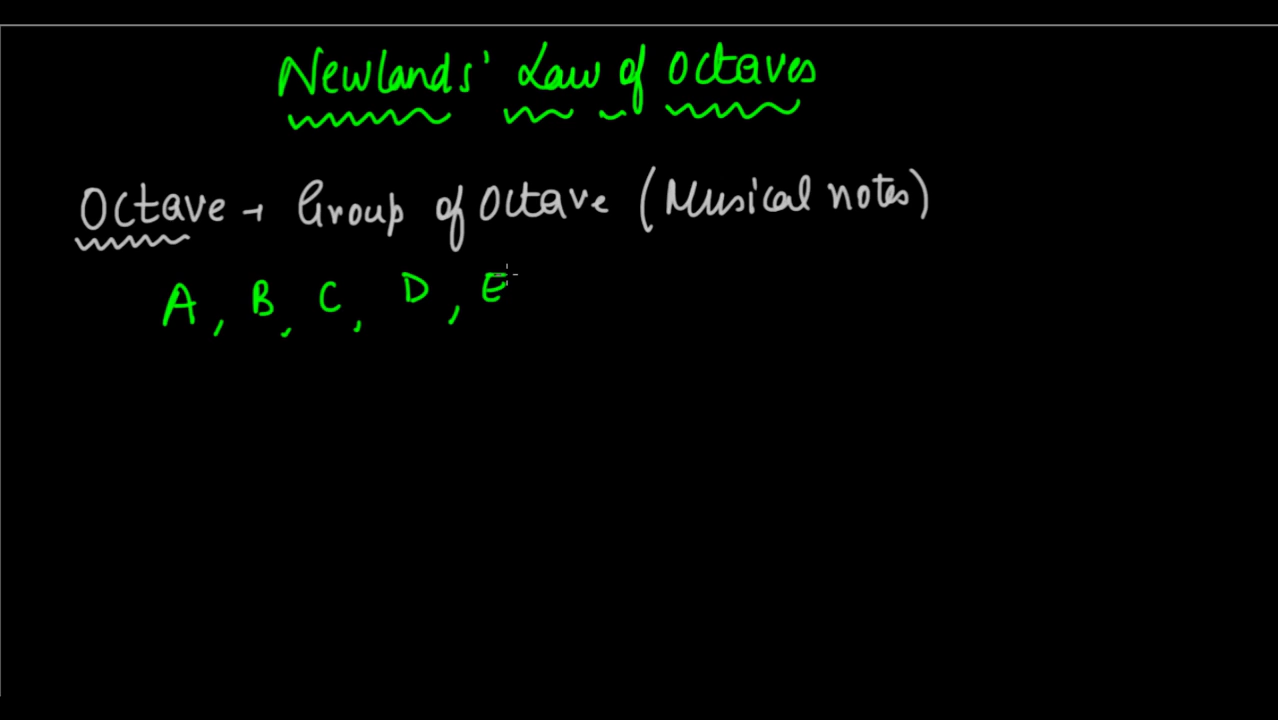 Newlands' Law of Octaves
Octave → Group of Octave (Musical notes)
A, B, C, D, E